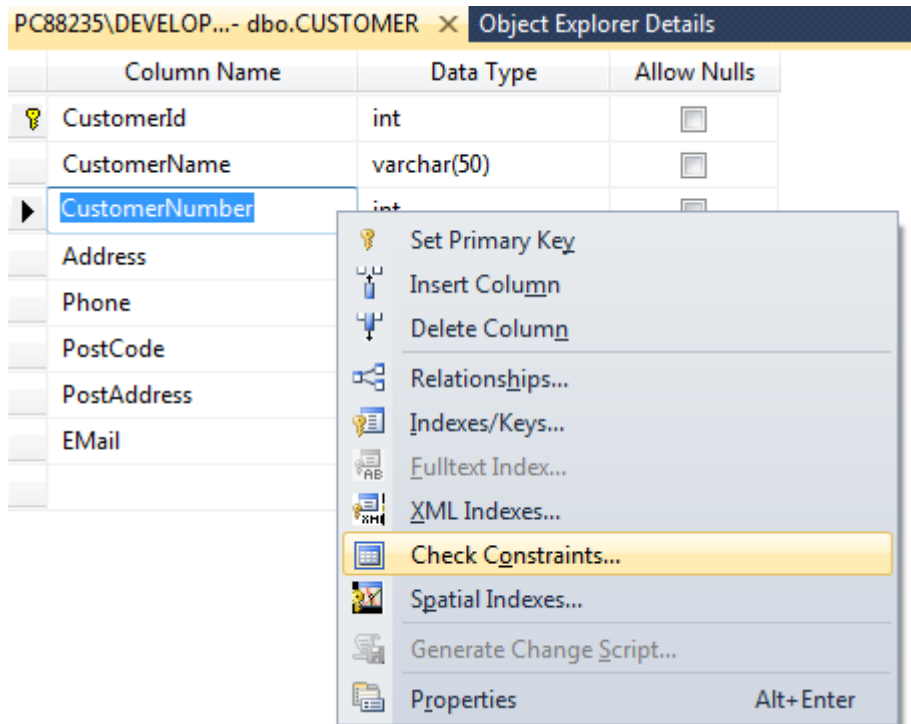 PC88235\DEVELOP...- dbo.CUSTOMER Object Explorer Details
Column Name Data Type Allow Nulls
CustomerId int
CustomerName varchar(50)
CustomerNumber int
Address
Phone
PostCode
PostAddress
EMail
Set Primary Key
Insert Column
Delete Column
Relationships...
Indexes/Keys...
Fulltext Index...
XML Indexes...
Check Constraints...
Spatial Indexes...
Generate Change Script...
Properties Alt+Enter